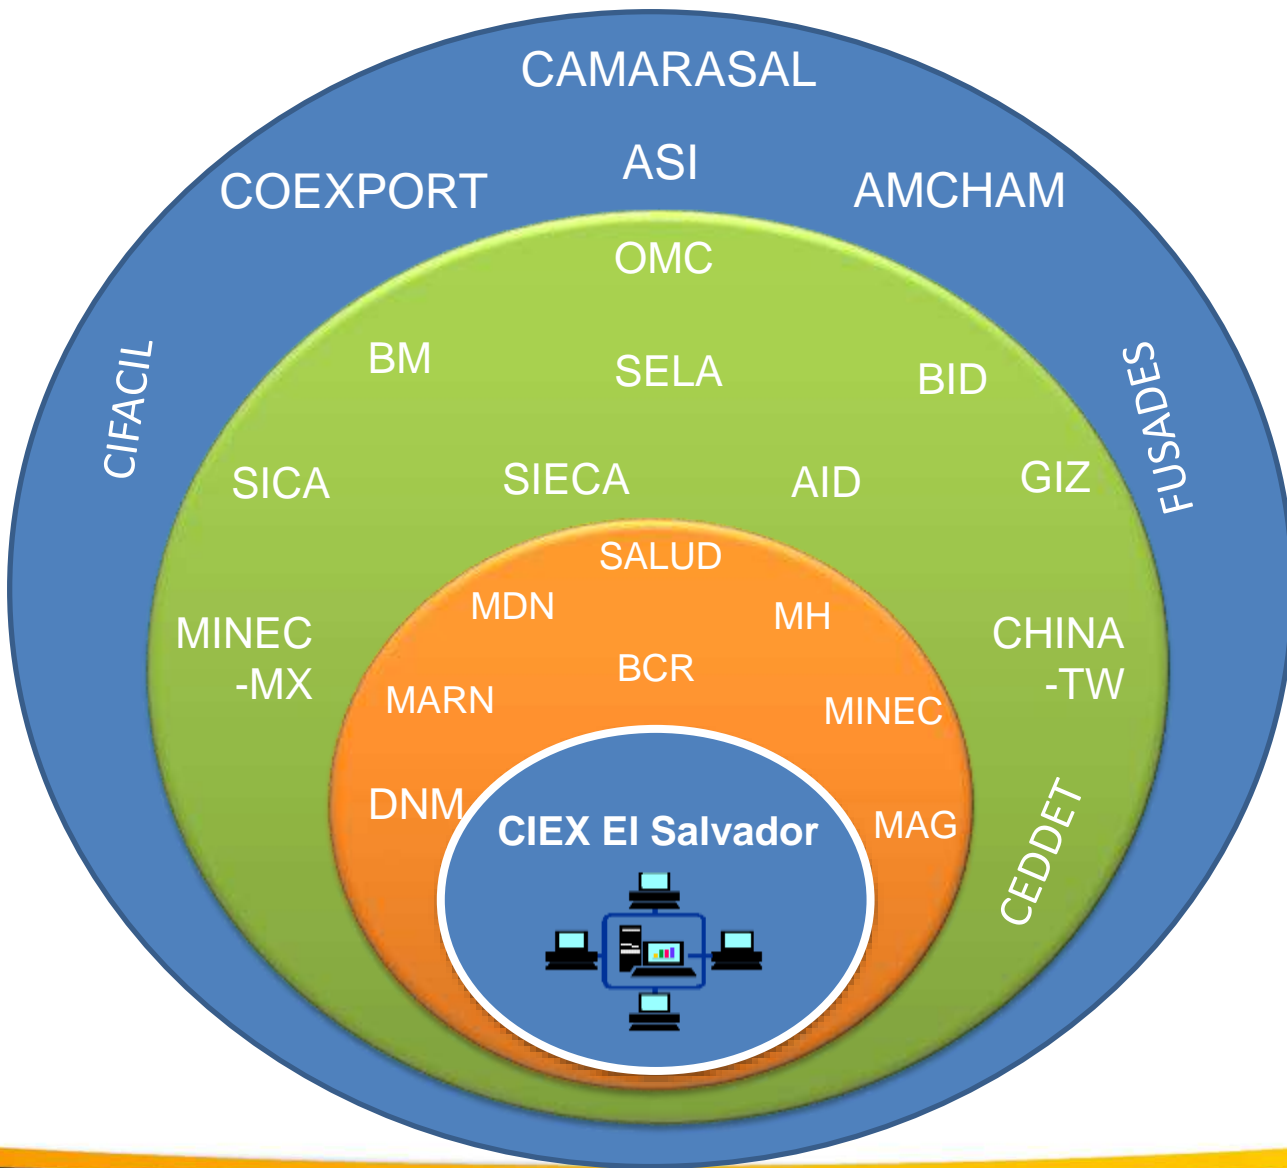 CAMARASAL
ASI
COEXPORT
AMCHAM
CIFACIL
FUSADES
OMC
BM
SELA
BID
SICA
SIECA
AID
GIZ
MINEC
-MX
CHINA
-TW
CEDDET
SALUD
MDN
MH
BCR
MARN
MINEC
DNM
MAG
CIEX El Salvador